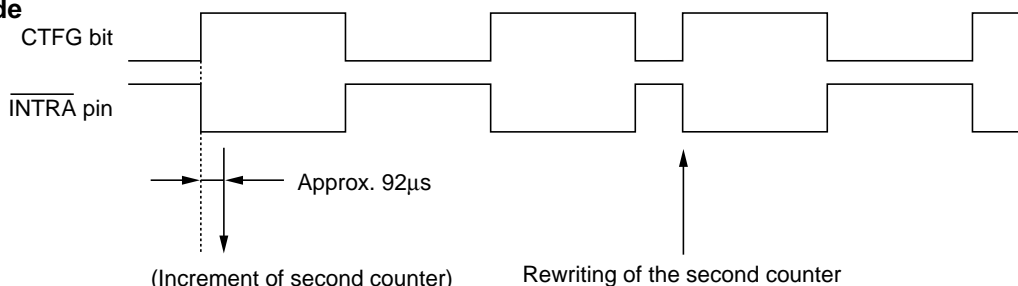 de
CTFG bit
INTRA pin
Approx. 92µs
(Increment of second counter)
Rewriting of the second counter